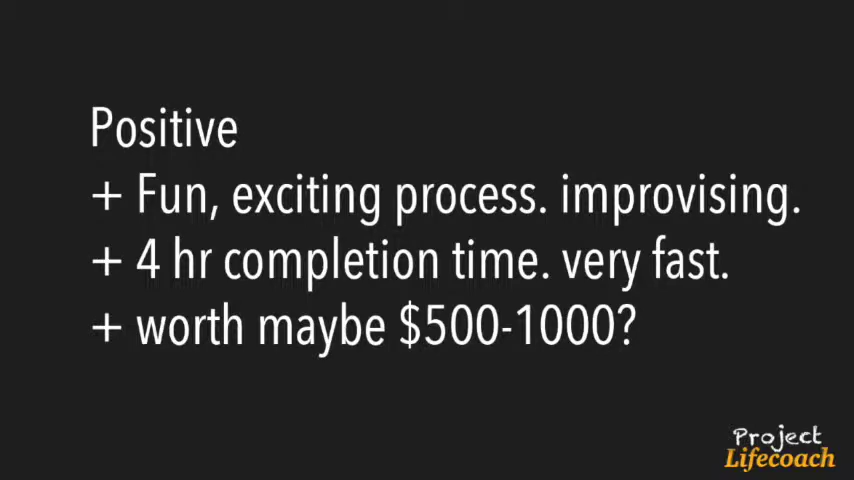 Positive
+ Fun, exciting process. improvising.
+ 4 hr completion time. very fast.
+ worth maybe $500-1000?
Project
Lifecoach